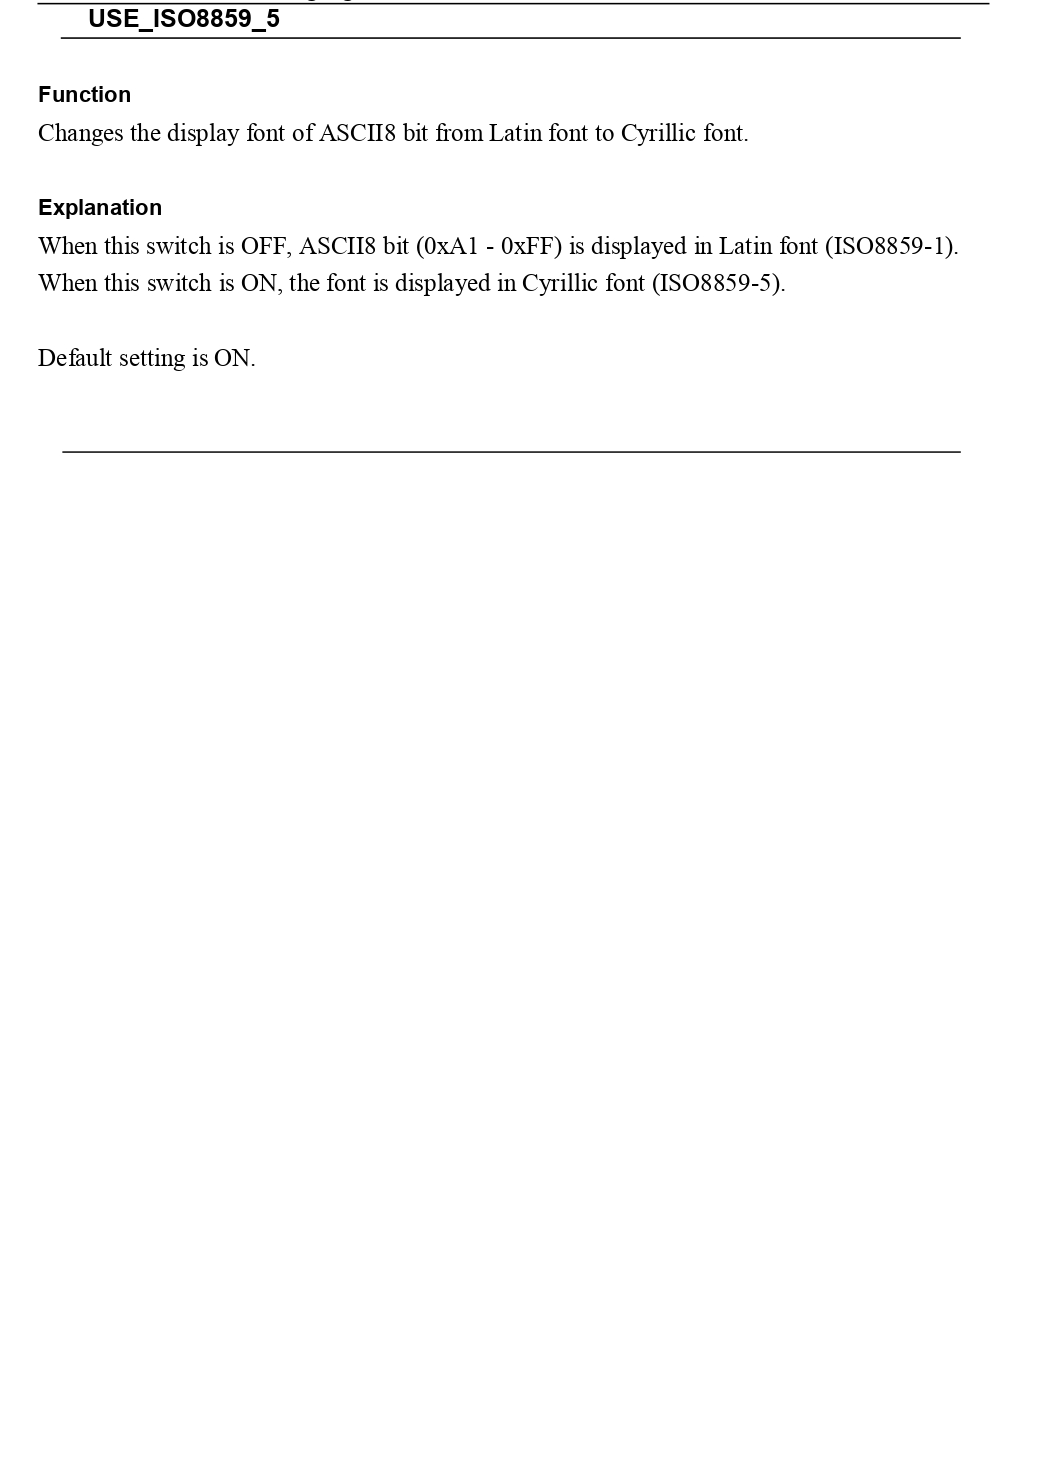 USE_ISO8859_5
Function
Changes the display font of ASCII8 bit from Latin font to Cyrillic font.
Explanation
When this switch is OFF, ASCII8 bit (0xA1 - 0xFF) is displayed in Latin font (ISO8859-1).
When this switch is ON, the font is displayed in Cyrillic font (ISO8859-5).
Default setting is ON.